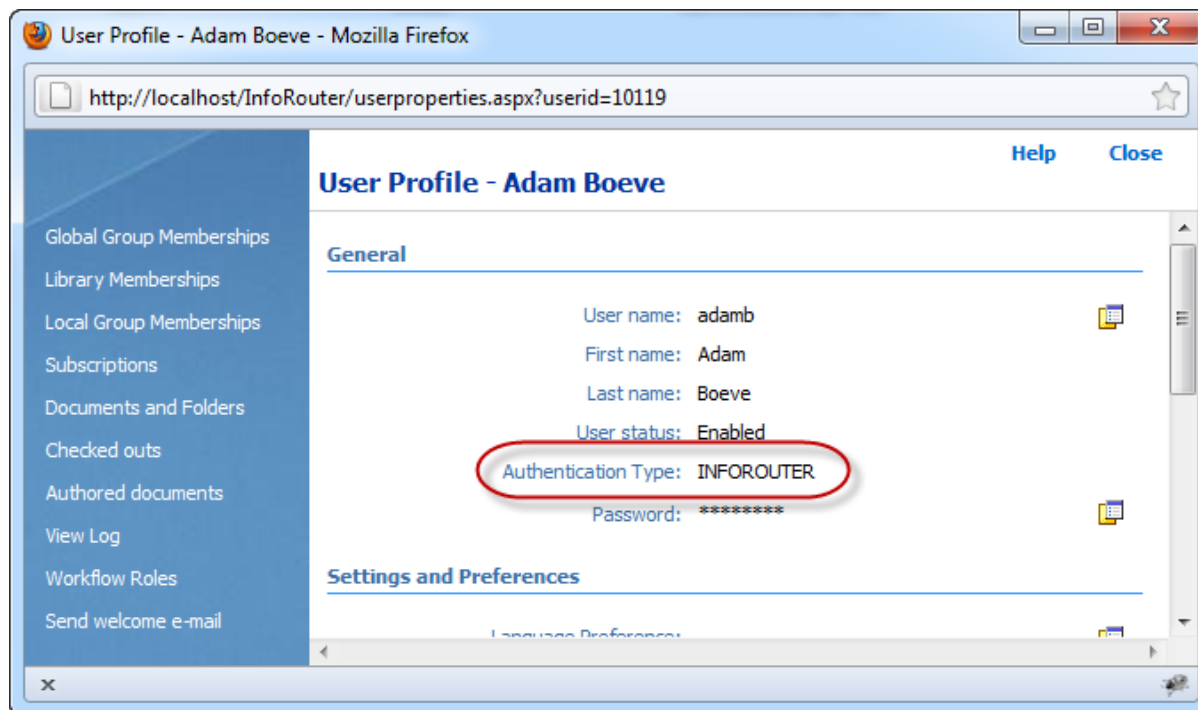 User Profile - Adam Boeve - Mozilla Firefox
http://localhost/InfoRouter/userproperties.aspx?userid=10119
Help Close
User Profile - Adam Boeve
Global Group Memberships
Library Memberships
Local Group Memberships
Subscriptions
Documents and Folders
Checked outs
Authored documents
View Log
Workflow Roles
Send welcome e-mail
General
User name: adamb
First name: Adam
Last name: Boeve
User status: Enabled
Authentication Type: INFOROUTER
Password: ********
Settings and Preferences
Language Preference: